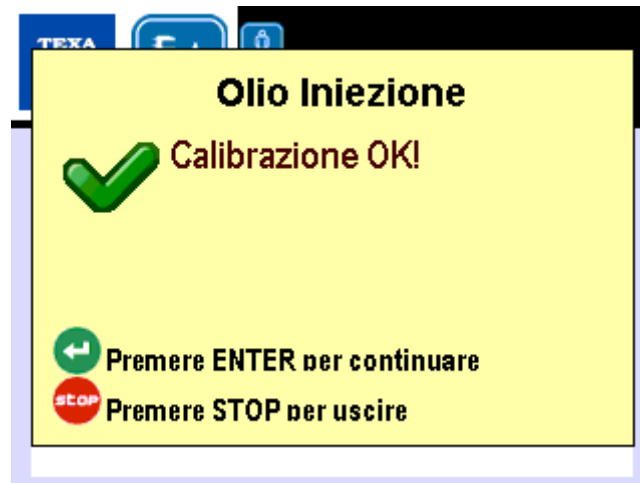 TEXA
Olio Iniezione
Calibrazione OK!
Premere ENTER per continuare
stop Premere STOP per uscire